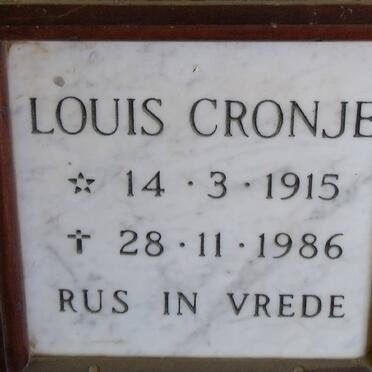 LOUIS CRONJE
☆ 14 · 3 · 1915
✝ 28 · 11 · 1986
RUS IN VREDE